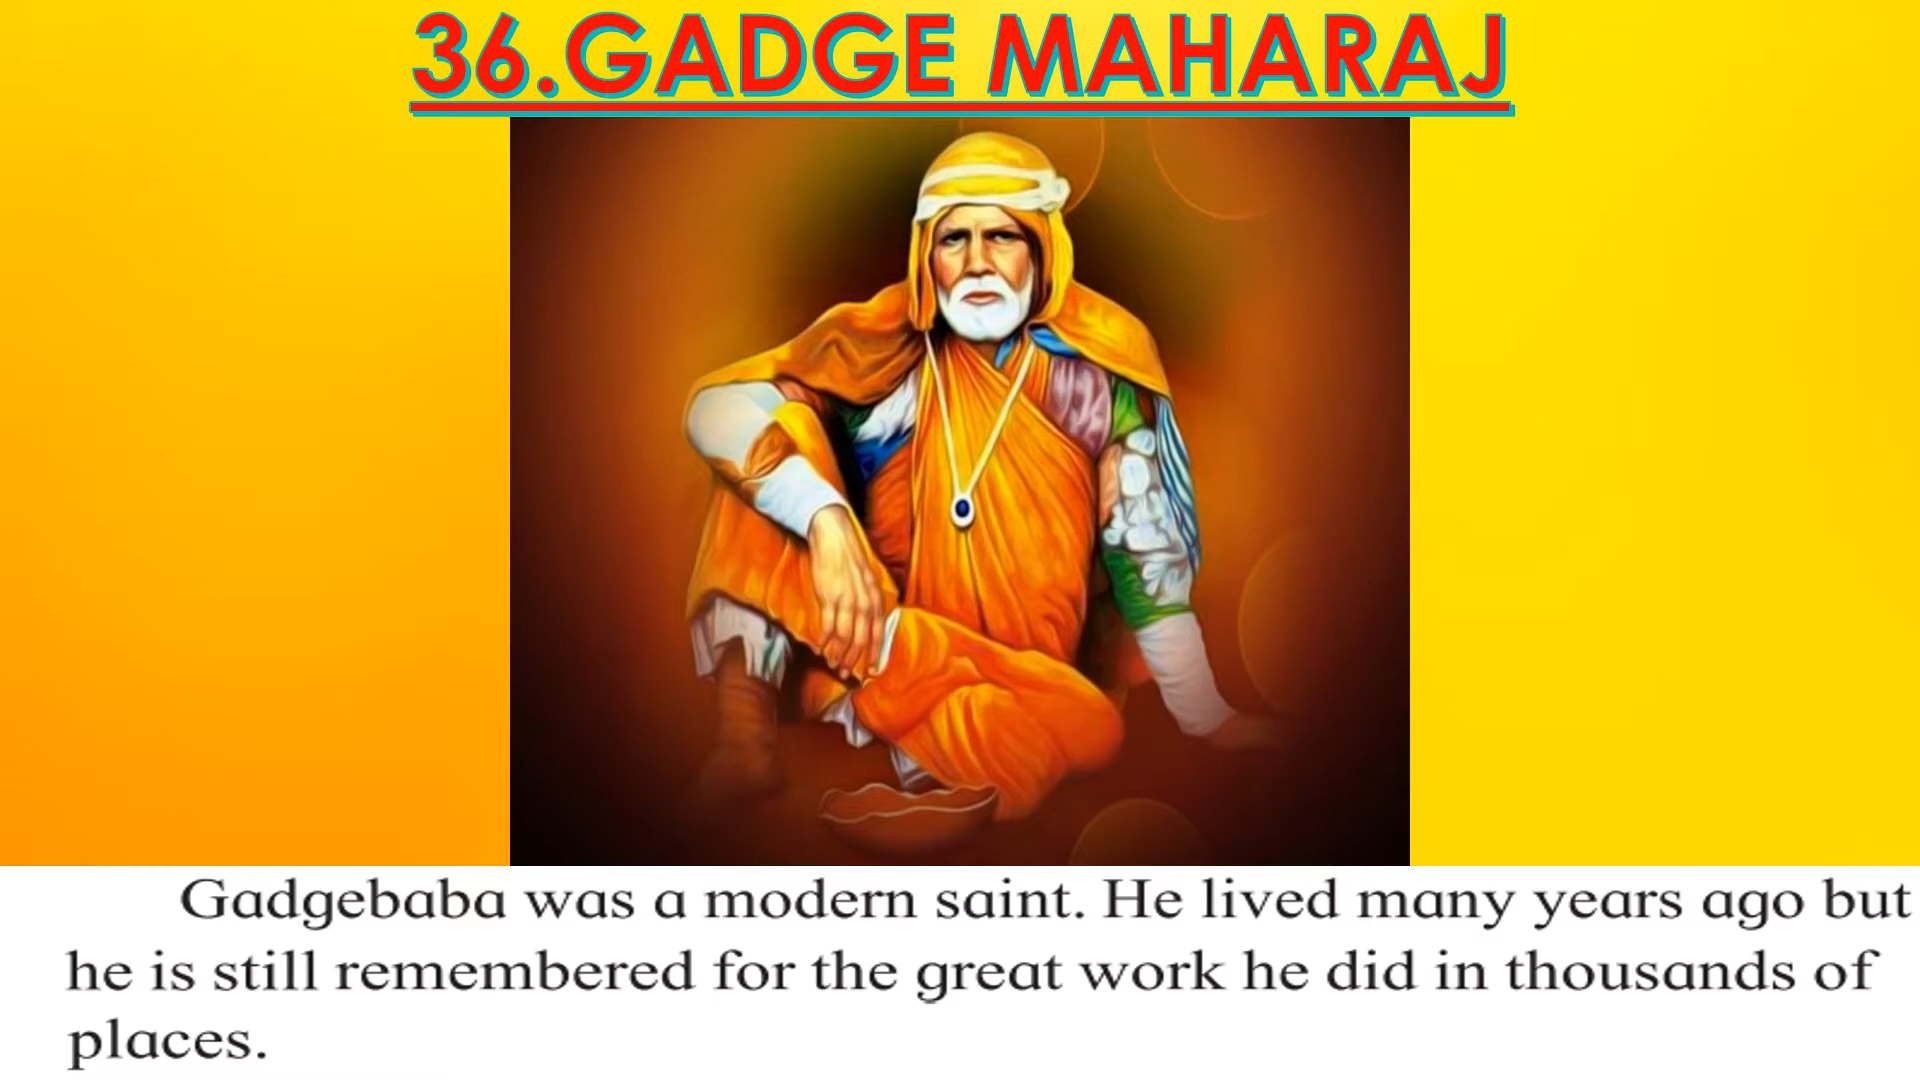 36.GADGE MAHARAJ
Gadgebaba was a modern saint. He lived many years ago but
he is still remembered for the great work he did in thousands of
places.